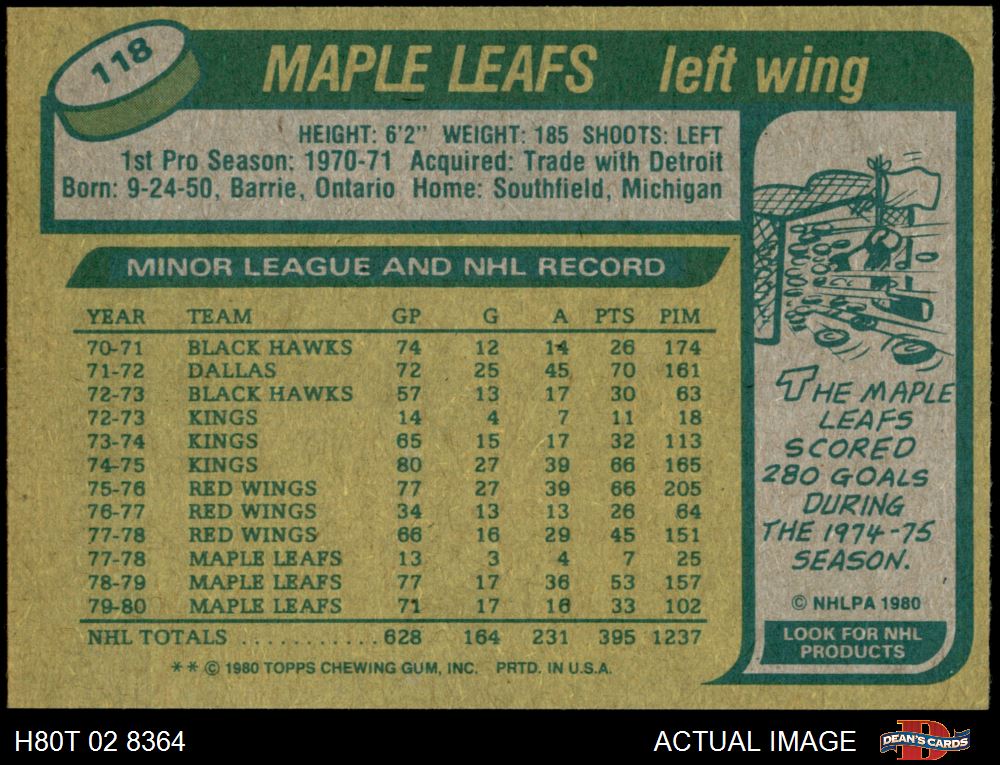 118
MAPLE LEAFS left wing
HEIGHT: 6'2" WEIGHT: 185 SHOOTS: LEFT
1st Pro Season: 1970-71 Acquired: Trade with Detroit
Born: 9-24-50, Barrie, Ontario Home: Southfield, Michigan
MINOR LEAGUE AND NHL RECORD
YEAR TEAM GP G A PTS PIM
70-71 BLACK HAWKS 74 12 14 26 174
71-72 DALLAS 72 25 45 70 161
72-73 BLACK HAWKS 57 13 17 30 63
72-73 KINGS 14 4 7 11 18
73-74 KINGS 65 15 17 32 113
74-75 KINGS 80 27 39 66 165
75-76 RED WINGS 77 27 39 66 205
76-77 RED WINGS 34 13 13 26 64
77-78 RED WINGS 66 16 29 45 151
77-78 MAPLE LEAFS 13 3 4 7 25
78-79 MAPLE LEAFS 77 17 36 53 157
79-80 MAPLE LEAFS 71 17 16 33 102
NHL TOTALS .......... 628 164 231 395 1237
** © 1980 TOPPS CHEWING GUM, INC. PRTD. IN U.S.A.
THE MAPLE
LEAFS
SCORED
280 GOALS
DURING
THE 1974-75
SEASON.
© NHLPA 1980
LOOK FOR NHL
PRODUCTS
H80T 02 8364
ACTUAL IMAGE
DEAN'S CARDS